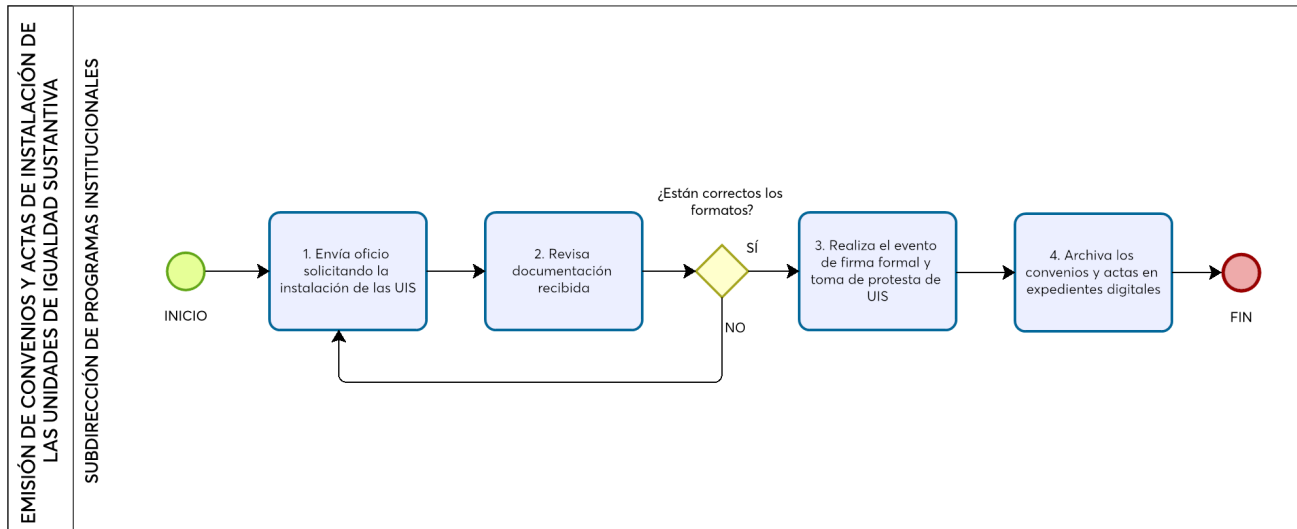 EMISIÓN DE CONVENIOS Y ACTAS DE INSTALACIÓN DE
LAS UNIDADES DE IGUALDAD SUSTANTIVA
SUBDIRECCIÓN DE PROGRAMAS INSTITUCIONALES
INICIO
1. Envía oficio
solicitando la
instalación de las UIS
2. Revisa
documentación
recibida
¿Están correctos los
formatos?
SÍ
NO
3. Realiza el evento
de firma formal y
toma de protesta de
UIS
4. Archiva los
convenios y actas en
expedientes digitales
FIN